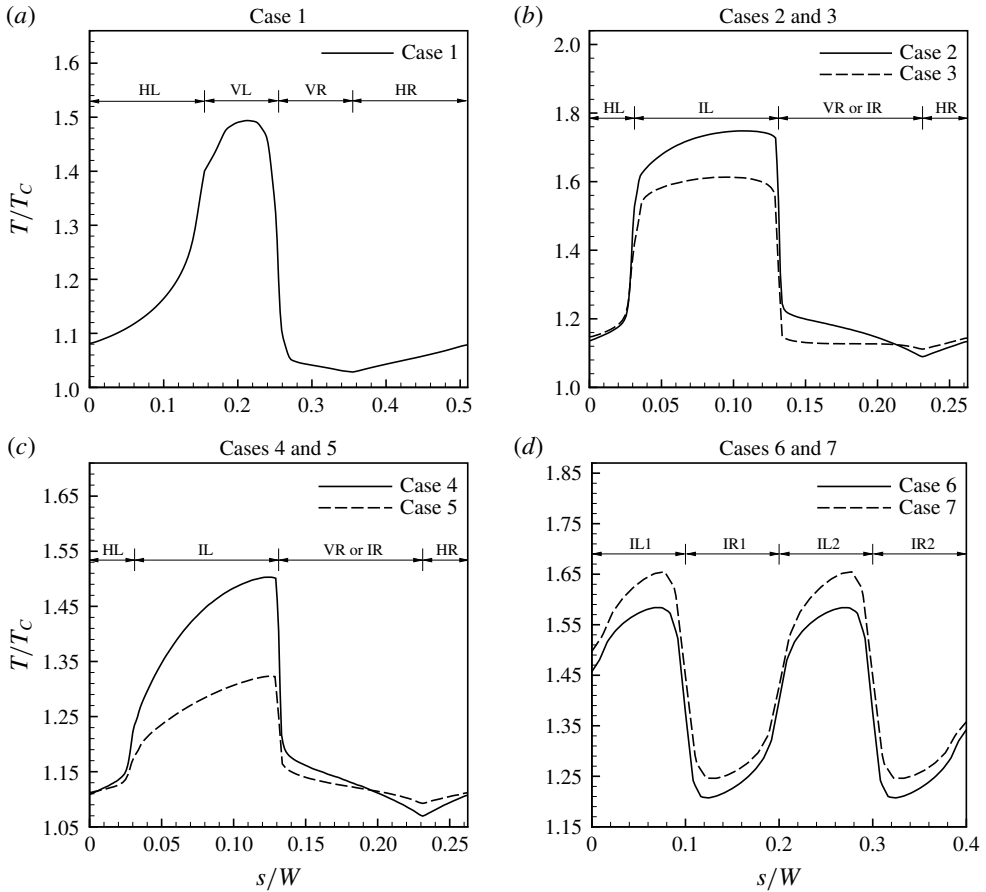 (a) Case 1
Case 1
HL VL VR HR
T/T_C
1.6
1.5
1.4
1.3
1.2
1.1
1.0
0 0.1 0.2 0.3 0.4 0.5
(b) Cases 2 and 3
Case 2
Case 3
HL IL VR or IR HR
2.0
1.8
1.6
1.4
1.2
1.0
0 0.05 0.10 0.15 0.20 0.25
(c) Cases 4 and 5
Case 4
Case 5
HL IL VR or IR HR
T/T_C
1.65
1.55
1.45
1.35
1.25
1.15
1.05
0 0.05 0.10 0.15 0.20 0.25
s/W
(d) Cases 6 and 7
Case 6
Case 7
IL1 IR1 IL2 IR2
1.85
1.75
1.65
1.55
1.45
1.35
1.25
1.15
0 0.1 0.2 0.3 0.4
s/W